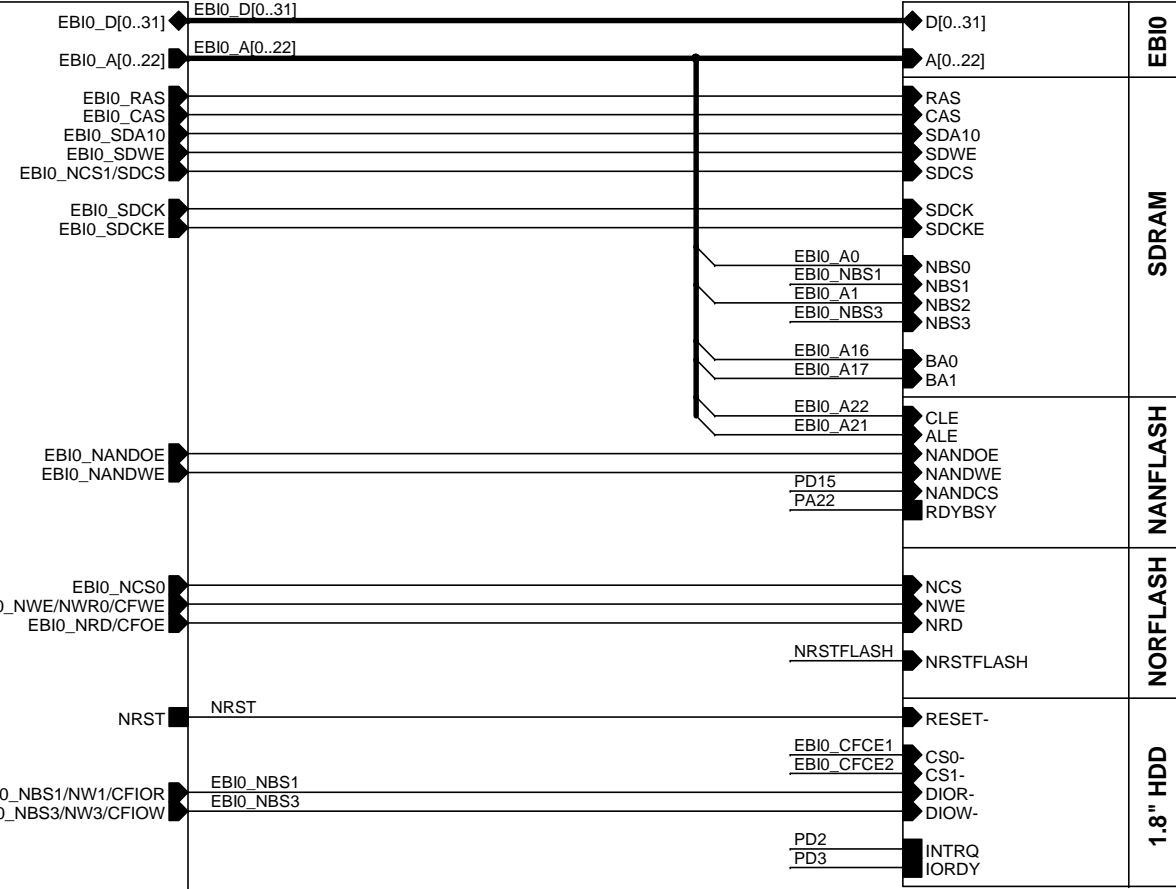 EBI0_D[0..31] EBI0_D[0..31] D[0..31]
EBI0_A[0..22] EBI0_A[0..22] A[0..22]
EBI0
EBI0_RAS RAS
EBI0_CAS CAS
EBI0_SDA10 SDA10
EBI0_SDWE SDWE
EBI0_NCS1/SDCS SDCS
EBI0_SDCK SDCK
EBI0_SDCKE SDCKE
EBI0_A0 NBS0
EBI0_NBS1 NBS1
EBI0_A1 NBS2
EBI0_NBS3 NBS3
EBI0_A16 BA0
EBI0_A17 BA1
SDRAM
EBI0_A22 CLE
EBI0_A21 ALE
EBI0_NANDOE NANDOE
EBI0_NANDWE NANDWE
PD15 NANDCS
PA22 RDYBSY
NANFLASH
EBI0_NCS0 NCS
0_NWE/NWR0/CFWE NWE
EBI0_NRD/CFOE NRD
NRSTFLASH NRSTFLASH
NORFLASH
NRST NRST RESET-
EBI0_CFCE1 CS0-
EBI0_CFCE2 CS1-
0_NBS1/NW1/CFIOR EBI0_NBS1 DIOR-
0_NBS3/NW3/CFIOW EBI0_NBS3 DIOW-
PD2 INTRQ
PD3 IORDY
1.8" HDD